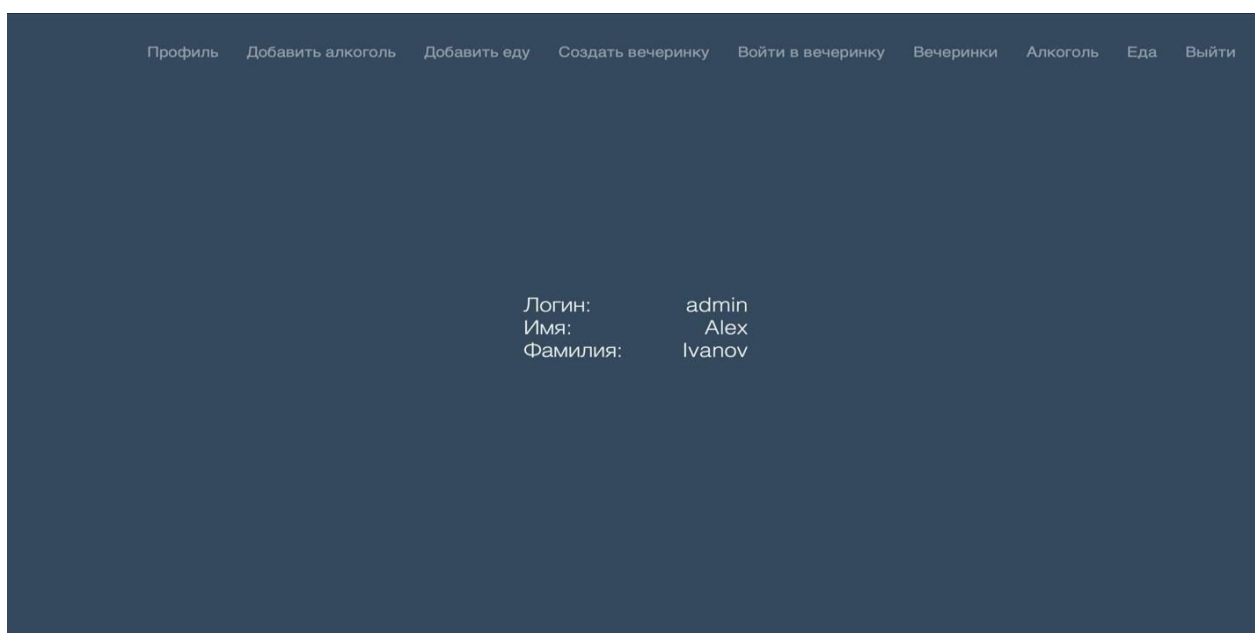 Профиль Добавить алкоголь Добавить еду Создать вечеринку Войти в вечеринку Вечеринки Алкоголь Еда Выйти
Логин: admin
Имя: Alex
Фамилия: Ivanov